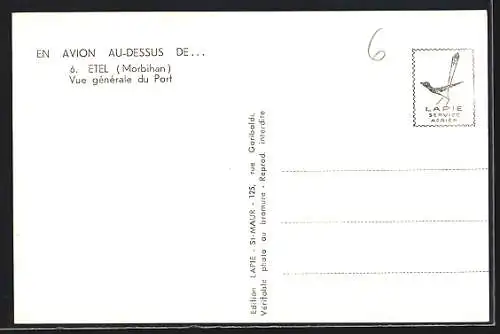 EN AVION AU-DESSUS DE...
6. ETEL (Morbihan)
Vue générale du Port
6
LAPIE
SERVICE
AÉRIEN
Edition LAPIE - St-MAUR - 125, rue Garibaldi.
Véritable photo au bromure - Reprod. interdite